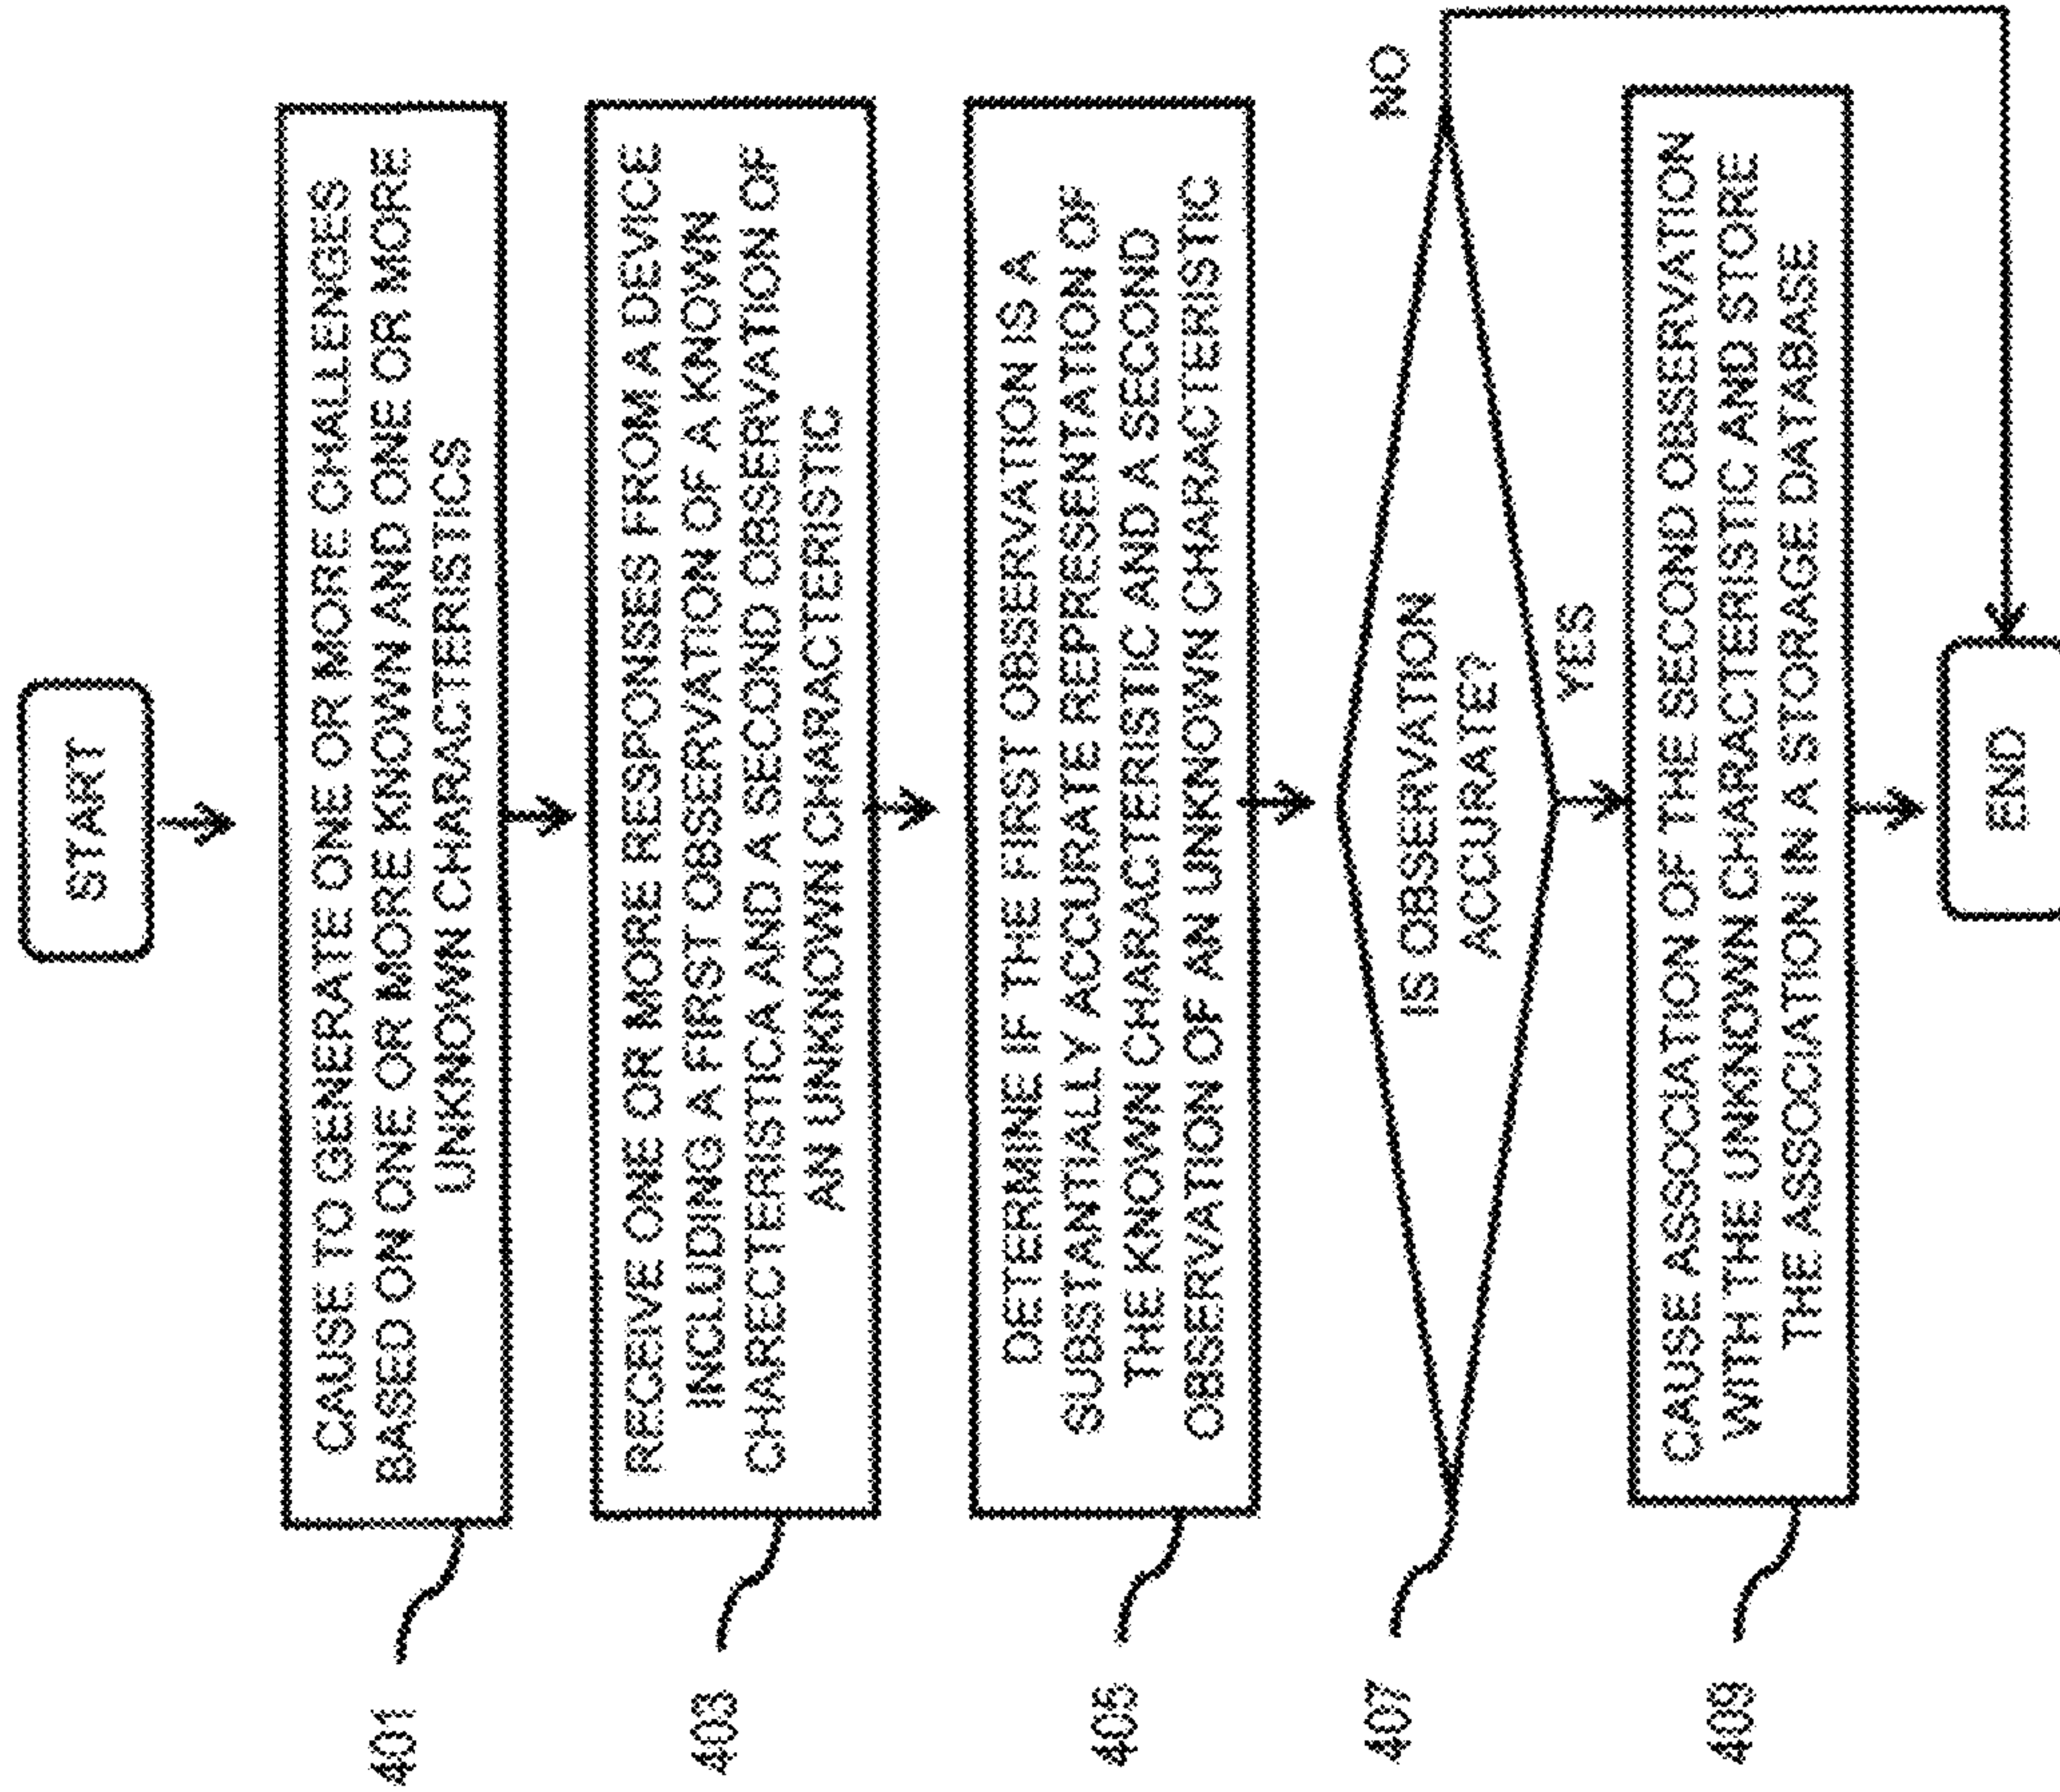 START
401
CAUSE TO GENERATE ONE OR MORE CHALLENGES
BASED ON ONE OR MORE KNOWN AND ONE OR MORE
UNKNOWN CHARACTERISTICS
403
RECEIVE ONE OR MORE RESPONSES FROM A DEVICE
INCLUDING A FIRST OBSERVATION OF A KNOWN
CHARECTERISTICA AND A SECOND OBSERVATION OF
AN UNKNOWN CHARACTERISTIC
405
DETERMINE IF THE FIRST OBSERVATION IS A
SUBSTANTIALLY ACCURATE REPRESENTATION OF
THE KNOWN CHARACTERISTIC AND A SECOND
OBSERVATION OF AN UNKNOWN CHARACTERISTIC
407
IS OBSERVATION
ACCURATE?
NO
YES
409
CAUSE ASSOCIATION OF THE SECOND OBSERVATION
WITH THE UNKNOWN CHARACTERISTIC AND STORE
THE ASSOCIATION IN A STORAGE DATABASE
END